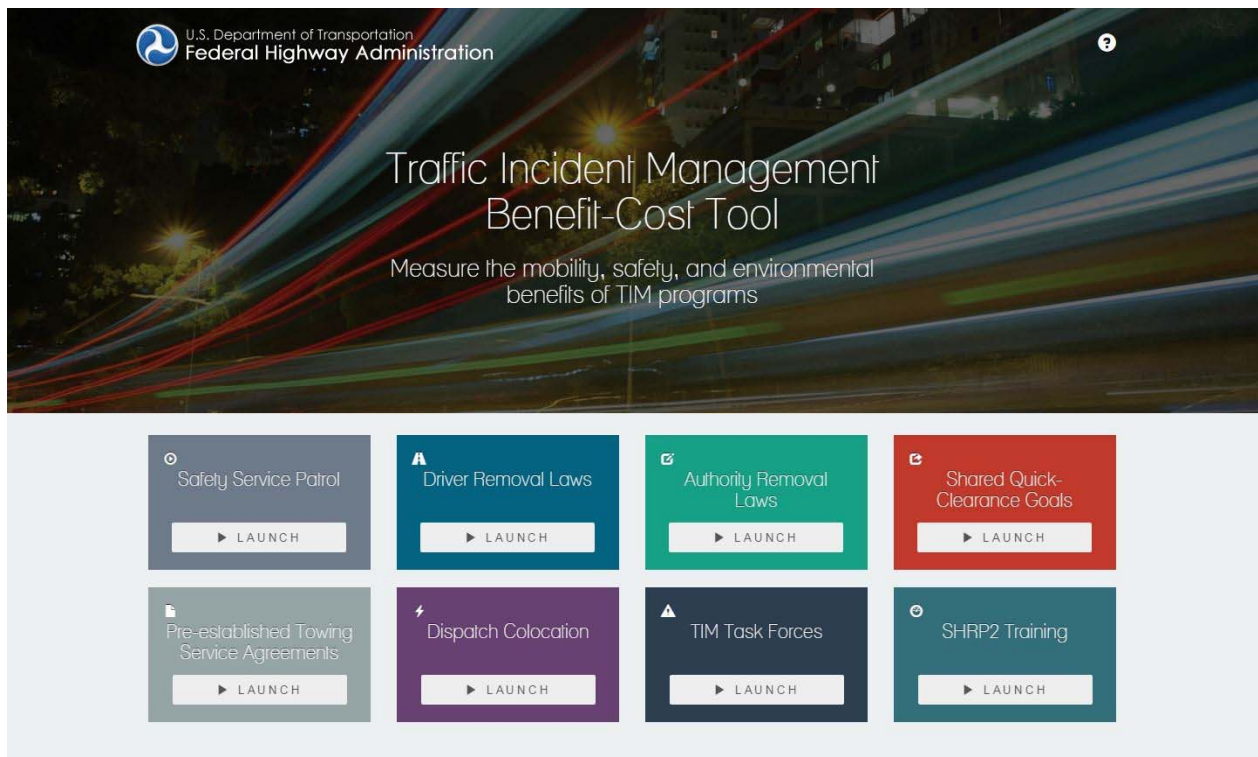 U.S. Department of Transportation
Federal Highway Administration
?
Traffic Incident Management
Benefit-Cost Tool
Measure the mobility, safety, and environmental
benefits of TIM programs
Safety Service Patrol
LAUNCH
Driver Removal Laws
LAUNCH
Authority Removal
Laws
LAUNCH
Shared Quick-
Clearance Goals
LAUNCH
Pre-established Towing
Service Agreements
LAUNCH
Dispatch Colocation
LAUNCH
TIM Task Forces
LAUNCH
SHRP2 Training
LAUNCH